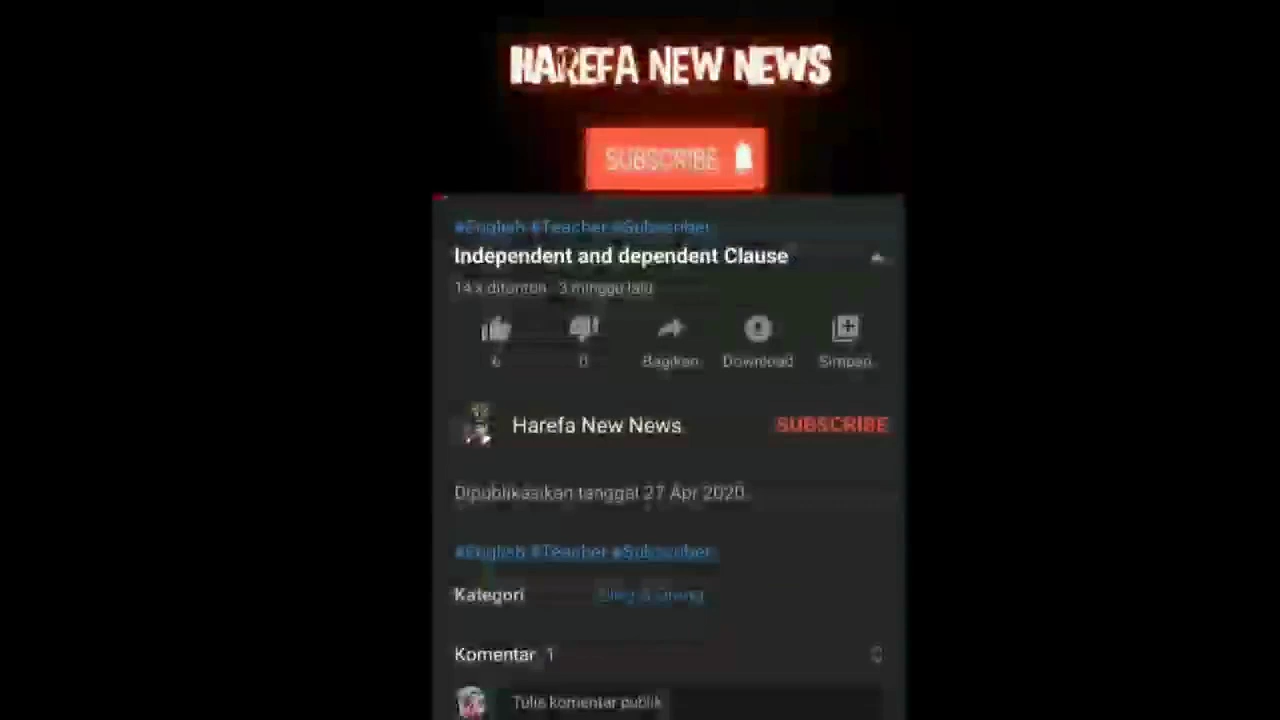 HAREFA NEW NEWS
SUBSCRIBE
#English #Teacher #Subscriber
Independent and dependent Clause
14 x ditonton 3 minggu lalu
6 0 Bagikan Download Simpan
Harefa New News SUBSCRIBE
Dipublikasikan tanggal 27 Apr 2020
#English #Teacher #Subscriber
Kategori
Komentar 1
Tulis komentar publik